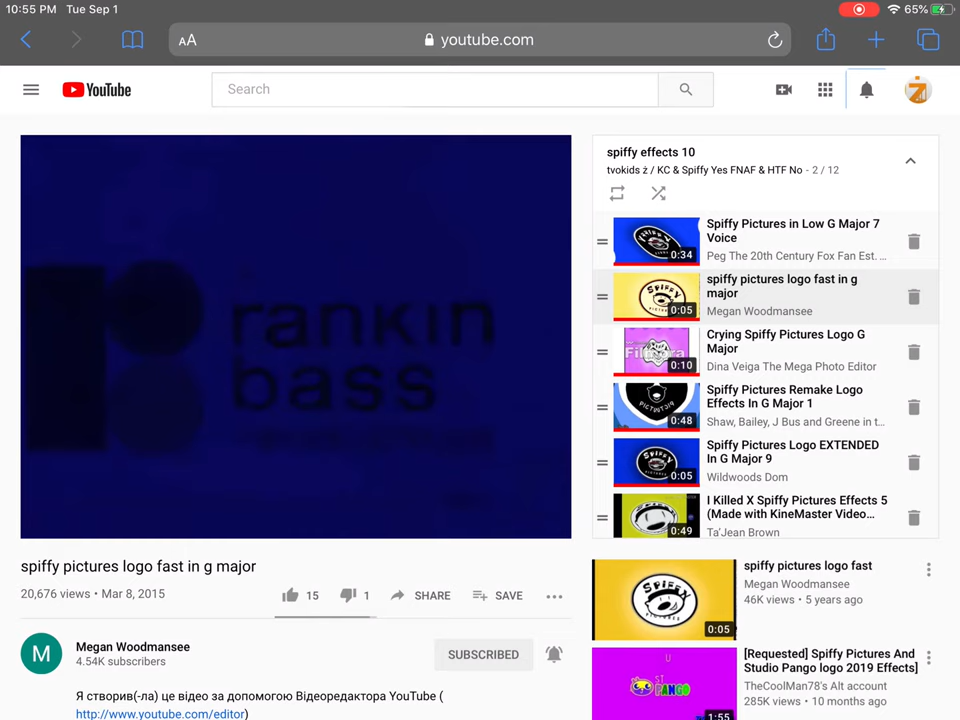 10:55 PM Tue Sep 1
65%
AA
youtube.com
YouTube
Search
rankin
bass
spiffy effects 10
tvokids ż / KC & Spiffy Yes FNAF & HTF No - 2 / 12
Spiffy Pictures in Low G Major 7
Voice
Peg The 20th Century Fox Fan Est. ...
0:34
spiffy pictures logo fast in g
major
Megan Woodmansee
SPIFFY
0:05
Crying Spiffy Pictures Logo G
Major
Dina Veiga The Mega Photo Editor
Filmora
0:10
Spiffy Pictures Remake Logo
Effects In G Major 1
Shaw, Bailey, J Bus and Greene in t...
0:48
Spiffy Pictures Logo EXTENDED
In G Major 9
Wildwoods Dom
SPIFFY
0:05
I Killed X Spiffy Pictures Effects 5
(Made with KineMaster Video...
Ta'Jean Brown
0:49
spiffy pictures logo fast in g major
20,676 views • Mar 8, 2015
15
1
SHARE
SAVE
M
Megan Woodmansee
4.54K subscribers
SUBSCRIBED
Я створив(-ла) це відео за допомогою Відеоредактора YouTube (
http://www.youtube.com/editor)
SPIFFY
PICTURES
0:05
spiffy pictures logo fast
Megan Woodmansee
46K views • 5 years ago
U
SI
PANGO
1:55
[Requested] Spiffy Pictures And
Studio Pango logo 2019 Effects]
TheCoolMan78's Alt account
285K views • 10 months ago